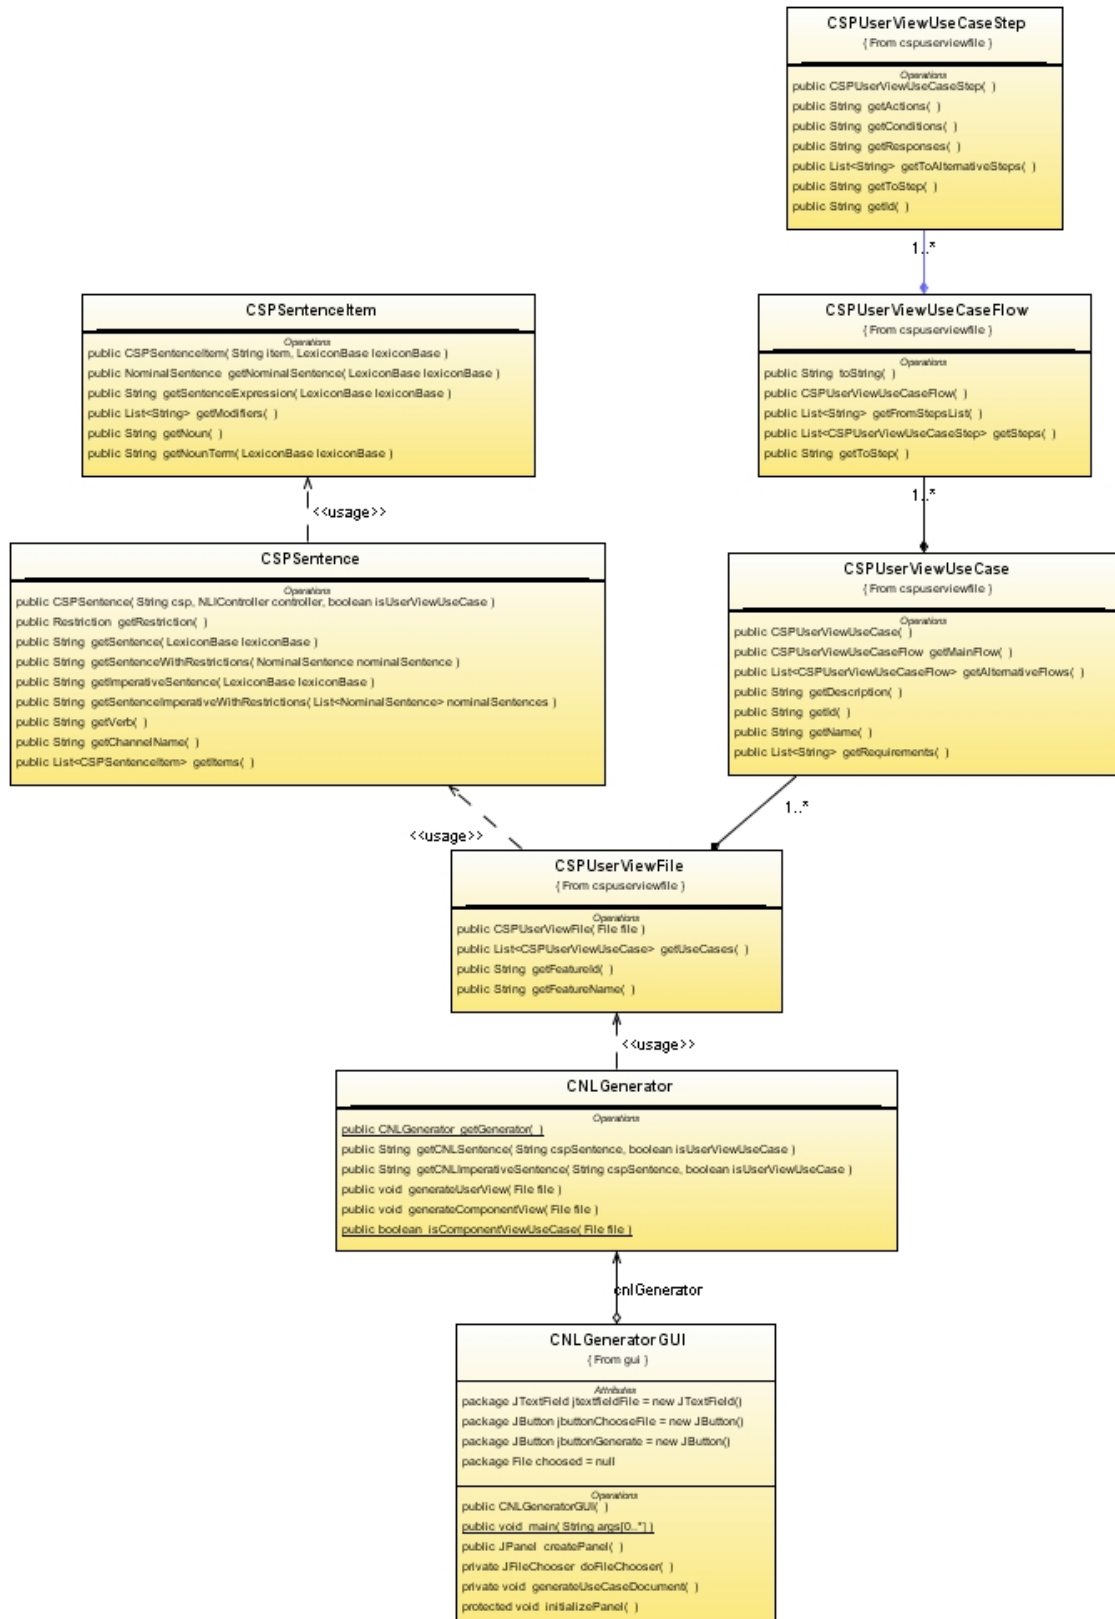 CSPUserViewUseCaseStep
{ From cspuserviewfile }
Operations
public CSPUserViewUseCaseStep( )
public String getActions( )
public String getConditions( )
public String getResponses( )
public List<String> getToAlternativeSteps( )
public String getToStep( )
public String getId( )
1..*
CSPUserViewUseCaseFlow
{ From cspuserviewfile }
Operations
public String toString( )
public CSPUserViewUseCaseFlow( )
public List<String> getFromStepsList( )
public List<CSPUserViewUseCaseStep> getSteps( )
public String getToStep( )
1..*
CSPSentenceItem
Operations
public CSPSentenceItem( String item, LexiconBase lexiconBase )
public NominalSentence getNominalSentence( LexiconBase lexiconBase )
public String getSentenceExpression( LexiconBase lexiconBase )
public List<String> getModifiers( )
public String getNoun( )
public String getNounTerm( LexiconBase lexiconBase )
<<usage>>
CSPSentence
Operations
public CSPSentence( String csp, NLIController controller, boolean isUserViewUseCase )
public Restriction getRestriction( )
public String getSentence( LexiconBase lexiconBase )
public String getSentenceWithRestrictions( NominalSentence nominalSentence )
public String getImperativeSentence( LexiconBase lexiconBase )
public String getSentenceImperativeWithRestrictions( List<NominalSentence> nominalSentences )
public String getVerb( )
public String getChannelName( )
public List<CSPSentenceItem> getItems( )
CSPUserViewUseCase
{ From cspuserviewfile }
Operations
public CSPUserViewUseCase( )
public CSPUserViewUseCaseFlow getMainFlow( )
public List<CSPUserViewUseCaseFlow> getAlternativeFlows( )
public String getDescription( )
public String getId( )
public String getName( )
public List<String> getRequirements( )
1..*
<<usage>>
CSPUserViewFile
{ From cspuserviewfile }
Operations
public CSPUserViewFile( File file )
public List<CSPUserViewUseCase> getUseCases( )
public String getFeatureId( )
public String getFeatureName( )
<<usage>>
CNLGenerator
Operations
public CNLGenerator getGenerator( )
public String getCNLSentence( String cspSentence, boolean isUserViewUseCase )
public String getCNLImperativeSentence( String cspSentence, boolean isUserViewUseCase )
public void generateUserView( File file )
public void generateComponentView( File file )
public boolean isComponentViewUseCase( File file )
cnlGenerator
CNLGeneratorGUI
{ From gui }
Attributes
package JTextField jtextfieldFile = new JTextField()
package JButton jbuttonChooseFile = new JButton()
package JButton jbuttonGenerate = new JButton()
package File choosed = null
Operations
public CNLGeneratorGUI( )
public void main( String args[0..*] )
public JPanel createPanel( )
private JFileChooser doFileChooser( )
private void generateUseCaseDocument( )
protected void initializePanel( )